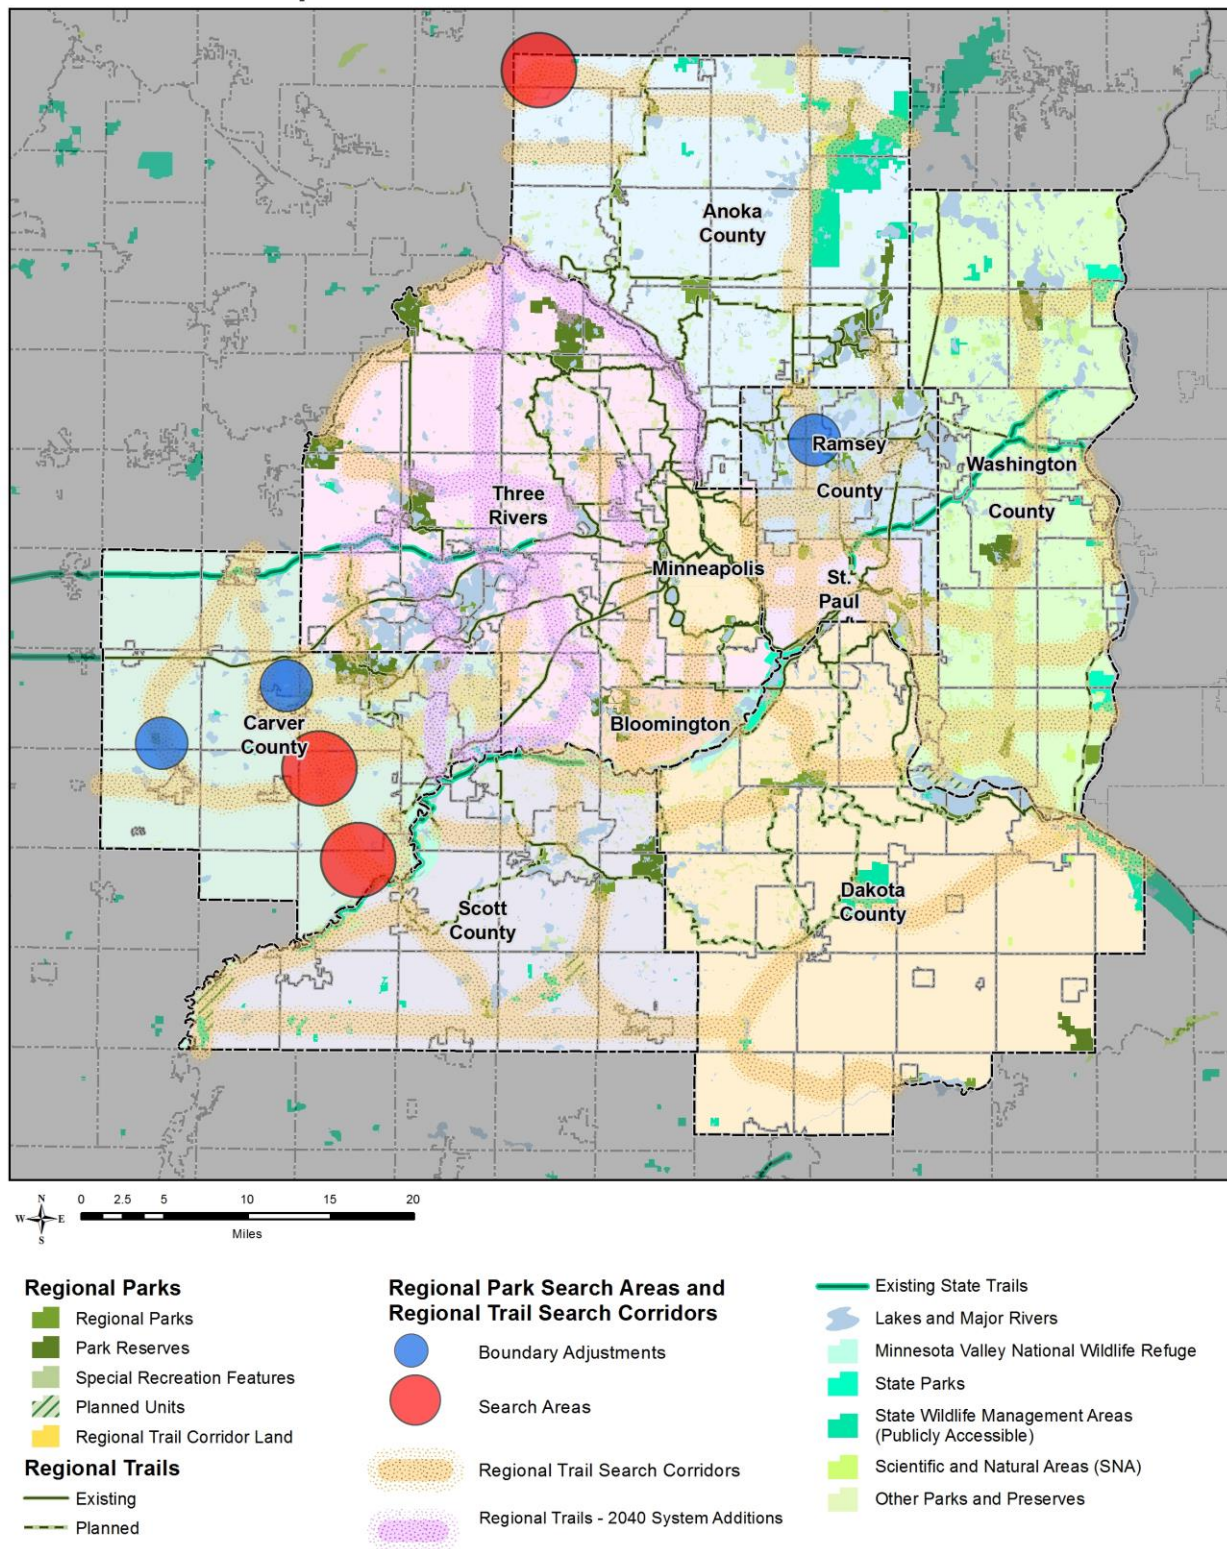 Anoka
County
Ramsey
County
Washington
County
Three
Rivers
Minneapolis
St.
Paul
Carver
County
Bloomington
Scott
County
Dakota
County
N
W E
S
0 2.5 5 10 15 20
Miles
Regional Parks
Regional Parks
Park Reserves
Special Recreation Features
Planned Units
Regional Trail Corridor Land
Regional Trails
Existing
Planned
Regional Park Search Areas and
Regional Trail Search Corridors
Boundary Adjustments
Search Areas
Regional Trail Search Corridors
Regional Trails - 2040 System Additions
Existing State Trails
Lakes and Major Rivers
Minnesota Valley National Wildlife Refuge
State Parks
State Wildlife Management Areas
(Publicly Accessible)
Scientific and Natural Areas (SNA)
Other Parks and Preserves